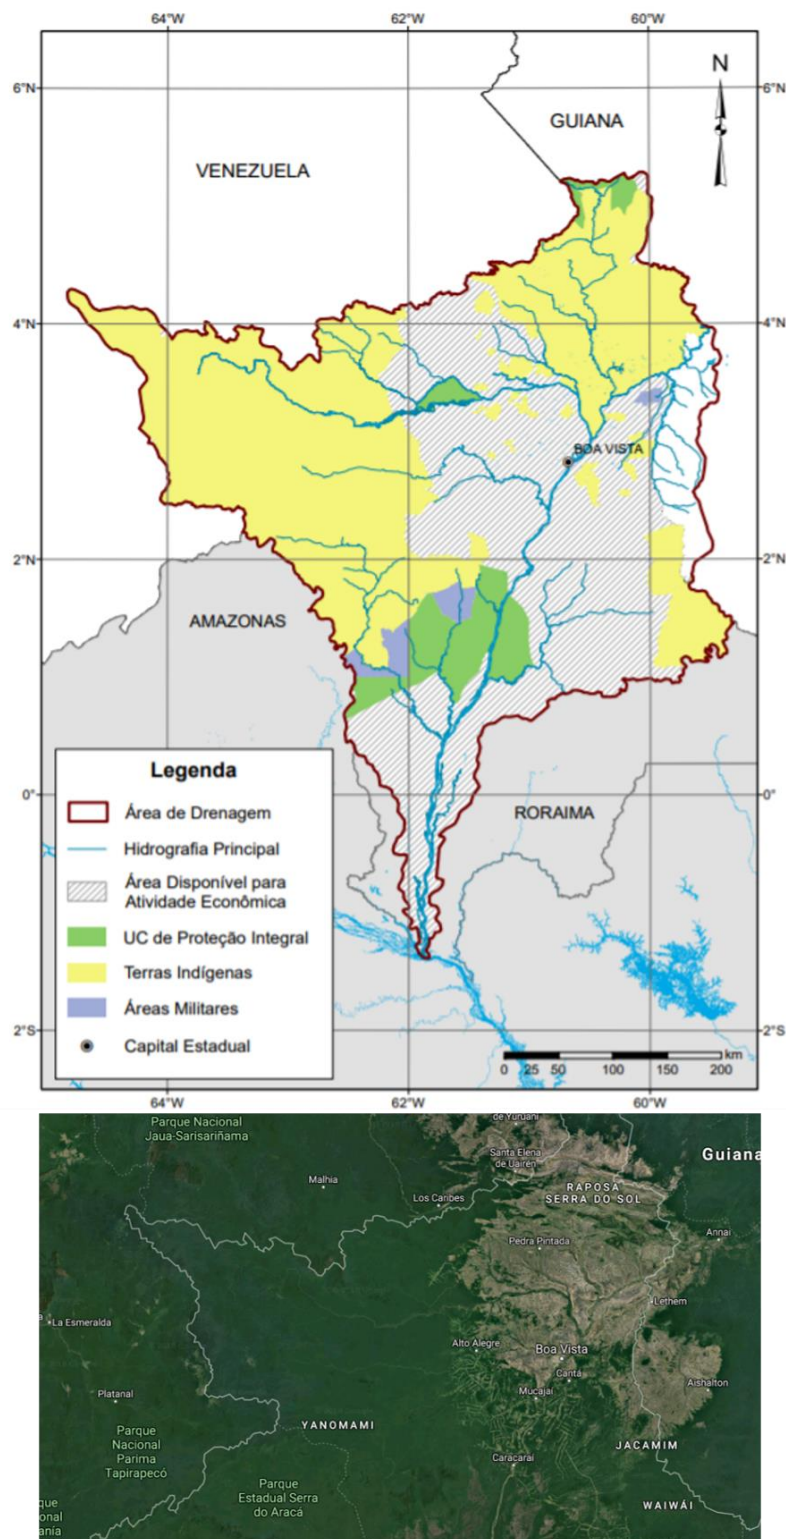 64°W 62°W 60°W
6°N 6°N
N
GUIANA
VENEZUELA
4°N 4°N
BOA VISTA
2°N 2°N
AMAZONAS
Legenda
Área de Drenagem
Hidrografia Principal
Área Disponível para
Atividade Econômica
UC de Proteção Integral
Terras Indígenas
Áreas Militares
Capital Estadual
0°
RORAIMA
2°S 2°S
km
0 25 50 100 150 200
64°W 62°W 60°W
Parque Nacional
Jaua-Sarisariñama
de Yuruaní
Santa Elena
de Uairén
Guiana
Malhia
RAPOSA
SERRA DO SOL
Los Caribes
Annai
Pedra Pintada
La Esmeralda
Lethem
Alto Alegre
Boa Vista
Cantá
Aishalton
Platanal
Mucajaí
YANOMAMI
Parque
Nacional
Parima
Tapirapecó
JACAMIM
Caracaraí
Parque
Estadual Serra
do Aracá
WAIWÁI
que
onal